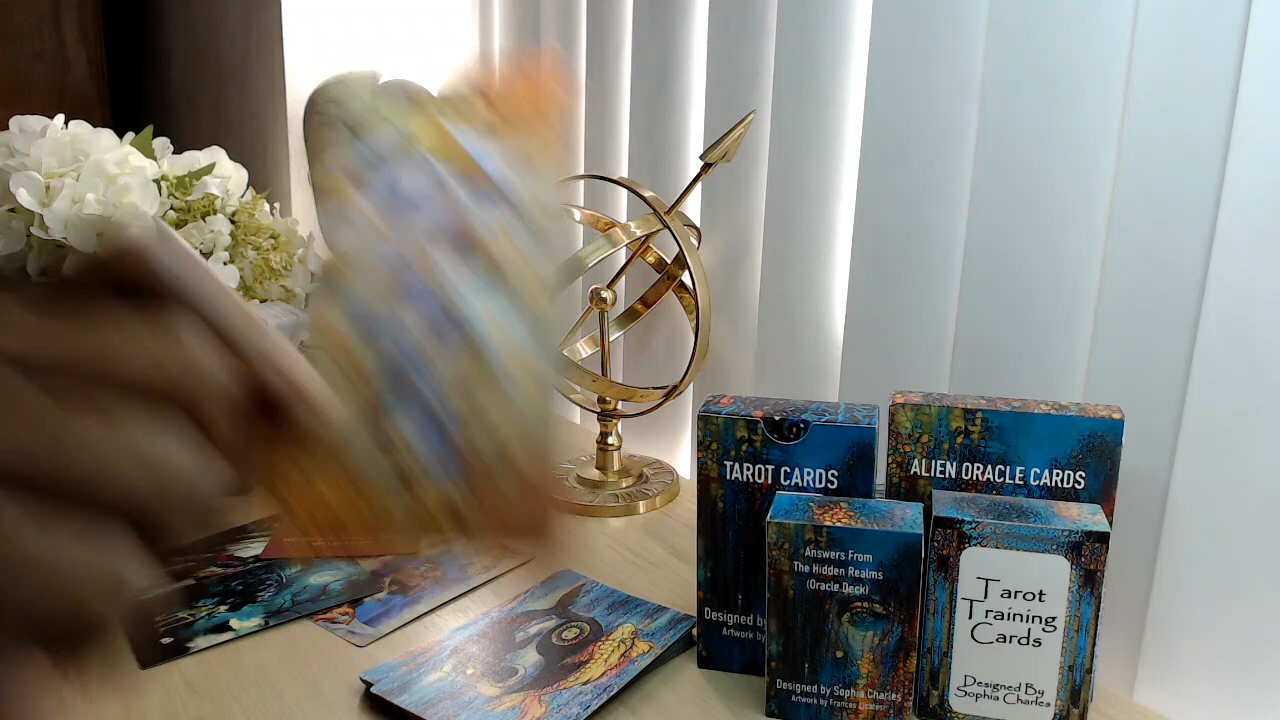 TAROT CARDS
Designed by
Artwork by
ALIEN ORACLE CARDS
Answers From
The Hidden Realms
(Oracle Deck)
Designed by Sophia Charles
Artwork by Frances
Tarot
Training
Cards
Designed By
Sophia Charles